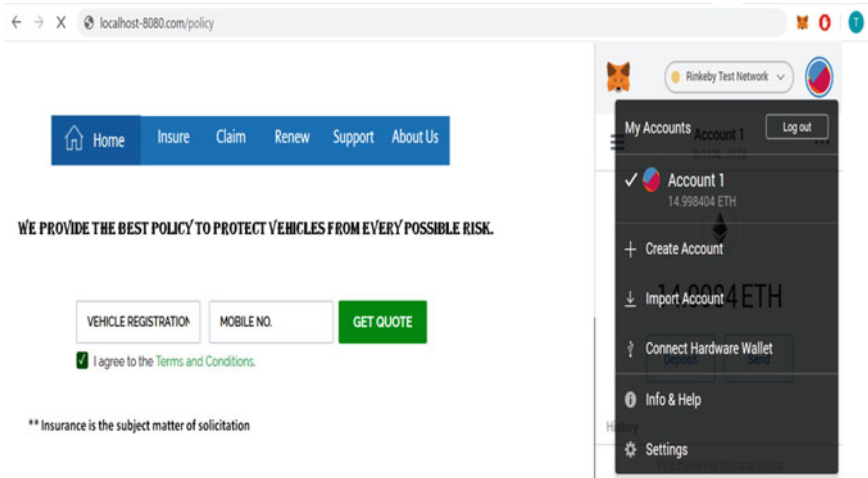 localhost-8080.com/policy
T
Rinkeby Test Network
Home Insure Claim Renew Support About Us
My Accounts
Log out
Account 1
Account 1
14.998404 ETH
WE PROVIDE THE BEST POLICY TO PROTECT VEHICLES FROM EVERY POSSIBLE RISK.
Create Account
Import Account
14.9984 ETH
VEHICLE REGISTRATION
MOBILE NO.
GET QUOTE
I agree to the Terms and Conditions.
Connect Hardware Wallet
Deposit
Send
Info & Help
** Insurance is the subject matter of solicitation
History
Settings